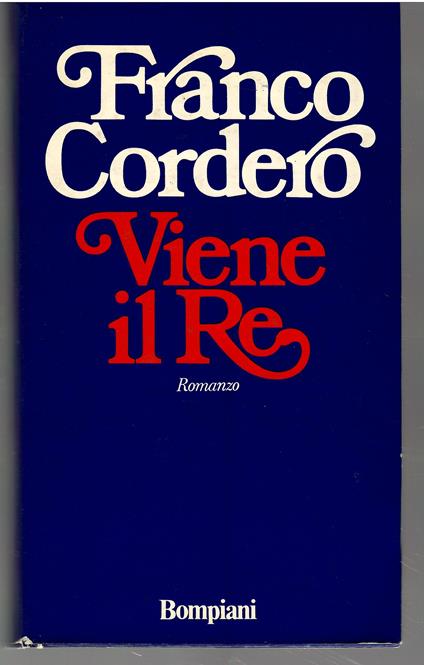 Franco
Cordero
Viene
il Re
Romanzo
Bompiani